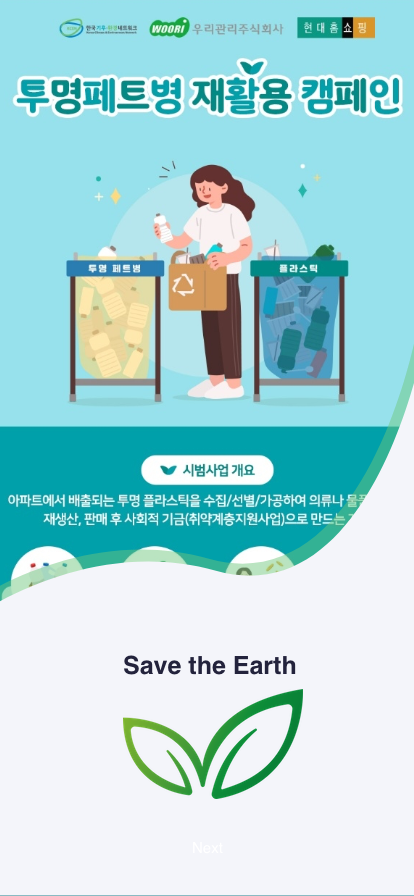 한국기후·환경네트워크 WOORI 우리관리주식회사 현대홈쇼핑
투명페트병 재활용 캠페인
투명 페트병 플라스틱
시범사업 개요
아파트에서 배출되는 투명 플라스틱을 수집/선별/가공하여 의류나
재생산, 판매 후 사회적 기금(취약계층지원사업)으로 만드는
Save the Earth
Next